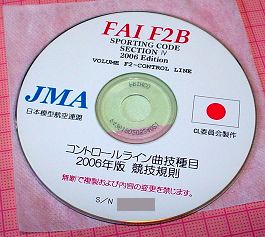 FAI F2B
SPORTING CODE
SECTION Ⅳ
2006 Edition
VOLUME F2-CONTROL LINE
JMA
日本模型航空連盟
CL委員会製作
コントロールライン曲技種目
2006年版 競技規則
無断で複製および内容の変更を禁じます。
S/N